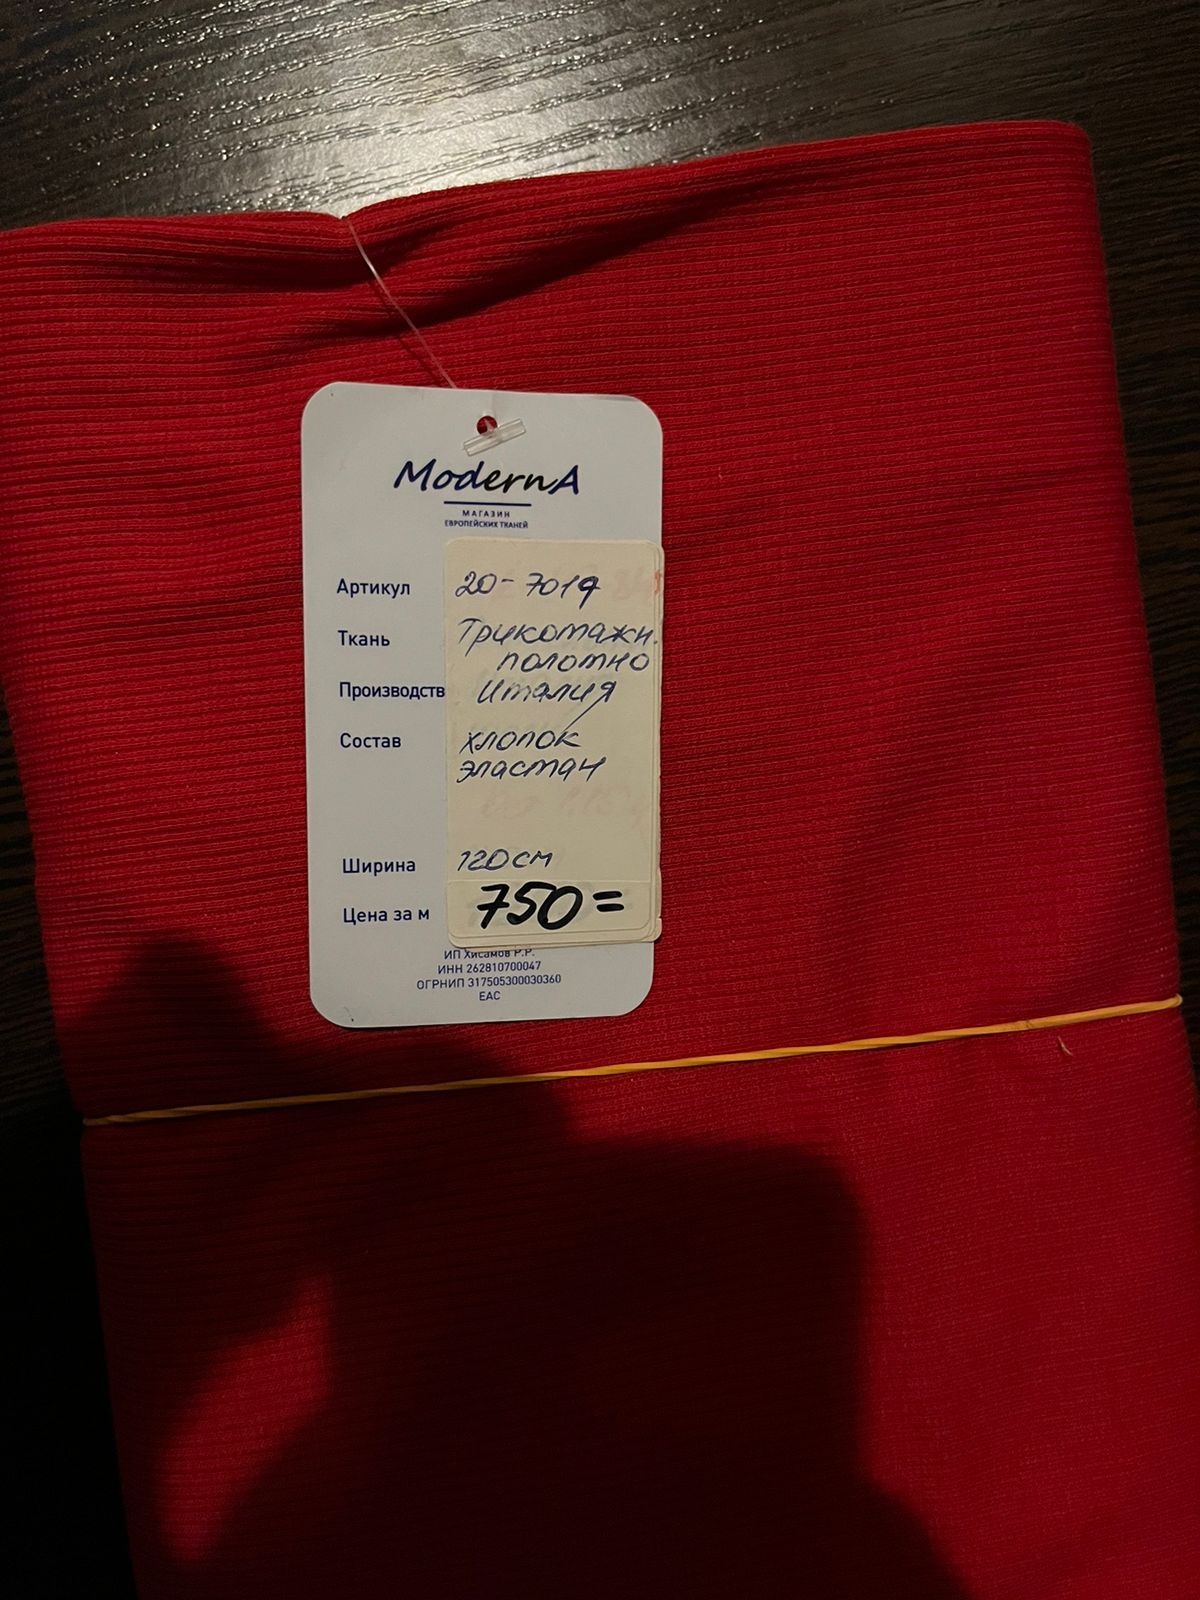 ModernA
МАГАЗИН
ЕВРОПЕЙСКИХ ТКАНЕЙ
Артикул 20-7019
Ткань Трикотажн.
полотно
Производств Италия
Состав хлопок
эластан
Ширина 120см
Цена за м 750=
ИП Хисамов Р.Р.
ИНН 262810700047
ОГРНИП 317505300030360
EAC